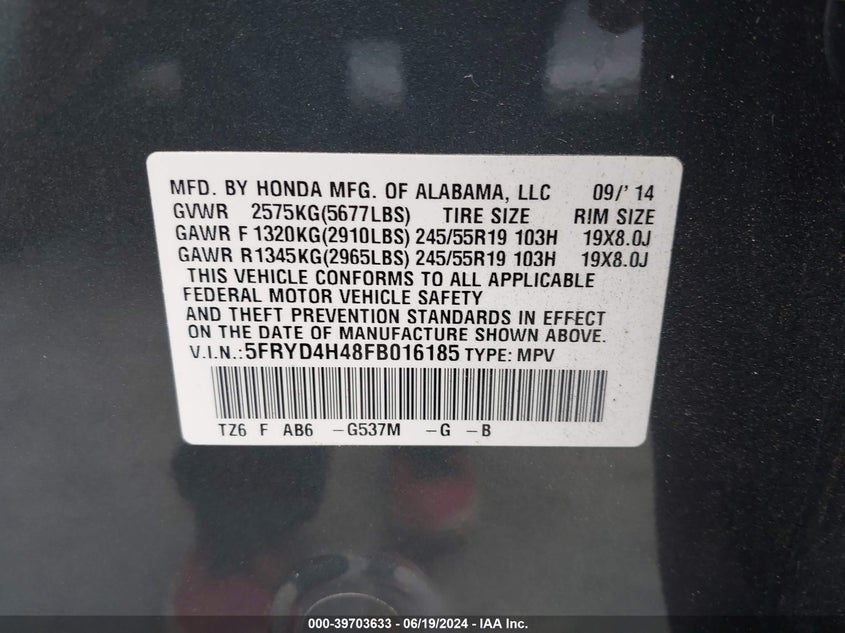 MFD. BY HONDA MFG. OF ALABAMA, LLC 09/' 14
GVWR 2575KG(5677LBS) TIRE SIZE RIM SIZE
GAWR F 1320KG(2910LBS) 245/55R19 103H 19X8.0J
GAWR R1345KG(2965LBS) 245/55R19 103H 19X8.0J
THIS VEHICLE CONFORMS TO ALL APPLICABLE
FEDERAL MOTOR VEHICLE SAFETY
AND THEFT PREVENTION STANDARDS IN EFFECT
ON THE DATE OF MANUFACTURE SHOWN ABOVE.
V.I.N.:5FRYD4H48FB016185 TYPE: MPV
TZ6 F AB6 -G537M -G -B
000-39703633 - 06/19/2024 - IAA Inc.